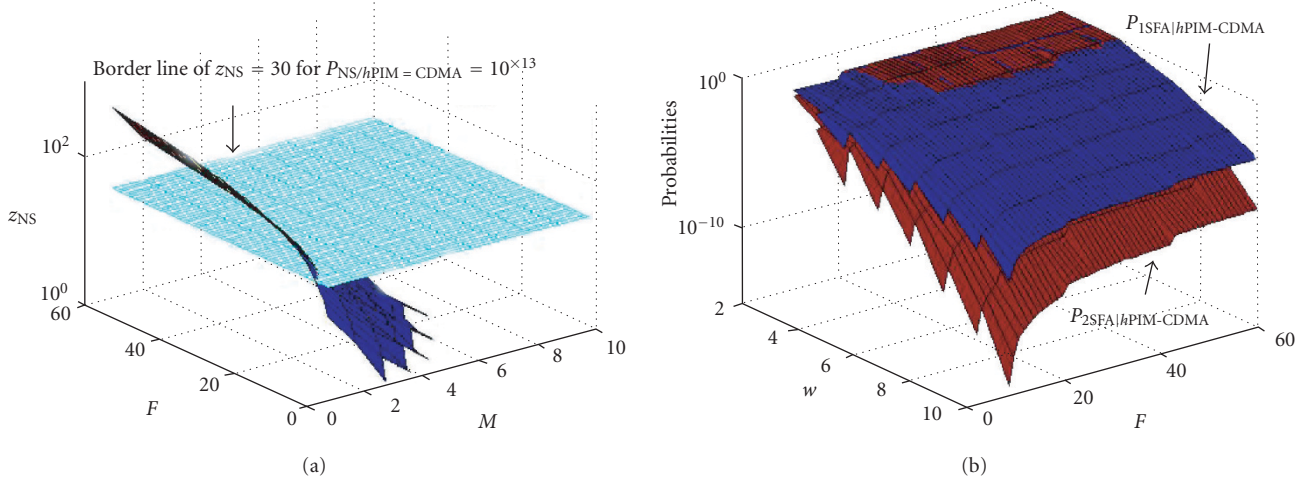 Border line of z_NS = 30 for P_NS/hPIM = CDMA = 10^×13
10^2
z_NS
10^0
60
40
20
0
F
0
2
4
6
8
10
M
(a)
P_1SFA|hPIM-CDMA
10^0
Probabilities
10^−10
2
4
6
8
10
w
P_2SFA|hPIM-CDMA
0
20
40
60
F
(b)